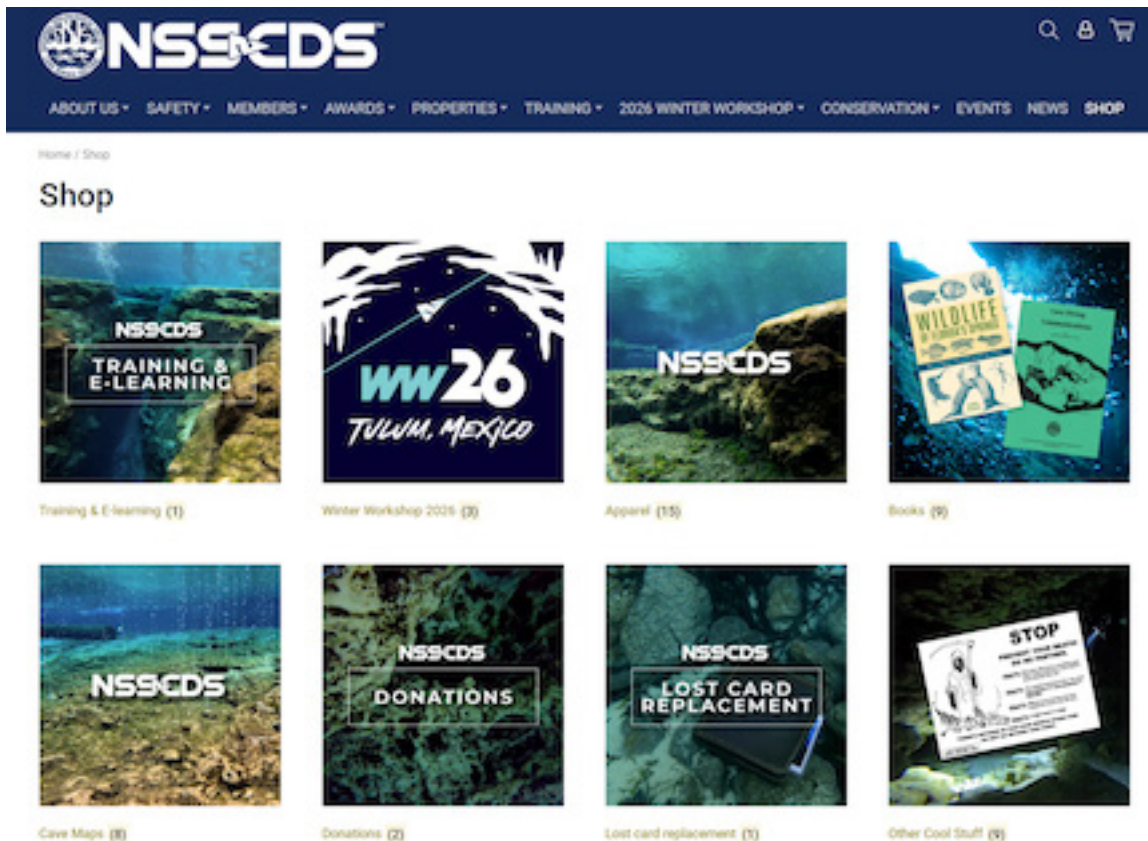 NSS-CDS
ABOUT US SAFETY MEMBERS AWARDS PROPERTIES TRAINING 2026 WINTER WORKSHOP CONSERVATION EVENTS NEWS SHOP
Home / Shop
Shop
NSS-CDS
TRAINING &
E-LEARNING
WW26
TULUM, MEXICO
NSS-CDS
WILDLIFE
Training & E-learning (1)
Winter Workshop 2026 (3)
Apparel (15)
Books (9)
NSS-CDS
NSS-CDS
DONATIONS
NSS-CDS
LOST CARD
REPLACEMENT
STOP
Cave Maps (8)
Donations (2)
Lost card replacement (1)
Other Cool Stuff (9)